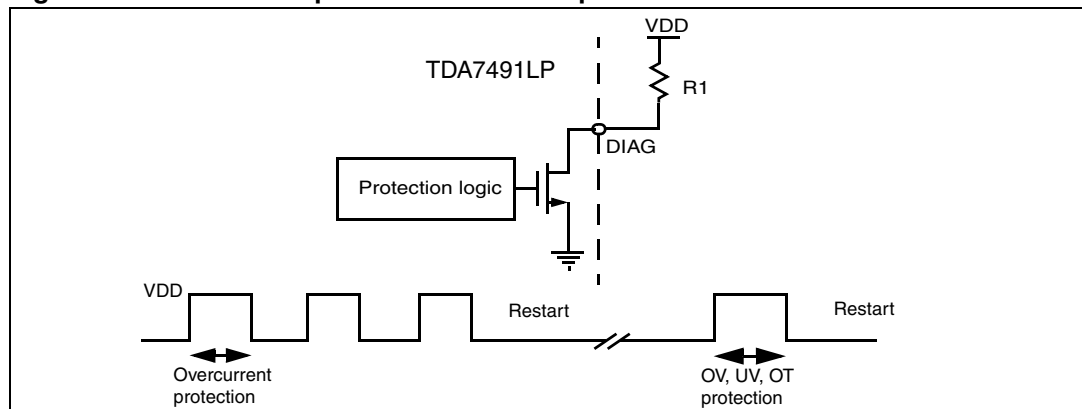 VDD
TDA7491LP
R1
DIAG
Protection logic
VDD
Restart
Restart
Overcurrent
protection
OV, UV, OT
protection